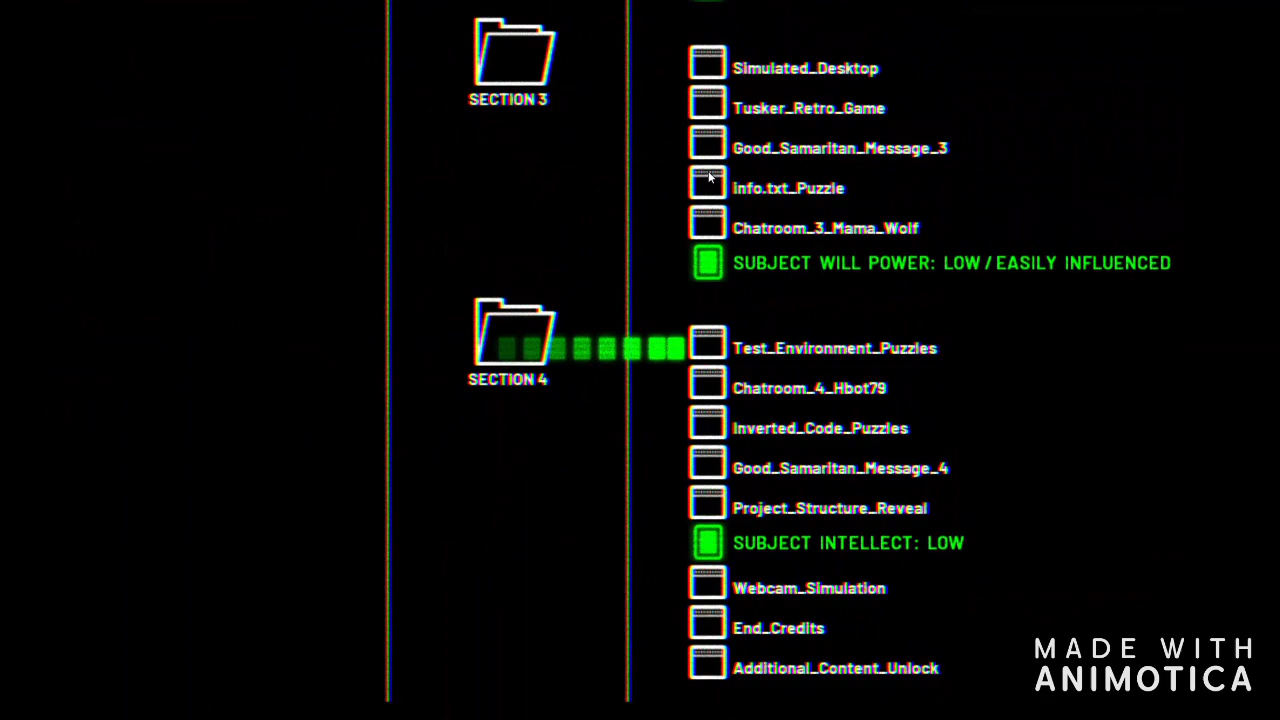 SECTION 3
Simulated_Desktop
Tusker_Retro_Game
Good_Samaritan_Message_3
info.txt_Puzzle
Chatroom_3_Mama_Wolf
SUBJECT WILL POWER: LOW / EASILY INFLUENCED
SECTION 4
Test_Environment_Puzzles
Chatroom_4_Hbot79
Inverted_Code_Puzzles
Good_Samaritan_Message_4
Project_Structure_Reveal
SUBJECT INTELLECT: LOW
Webcam_Simulation
End_Credits
Additional_Content_Unlock
MADE WITH
ANIMOTICA